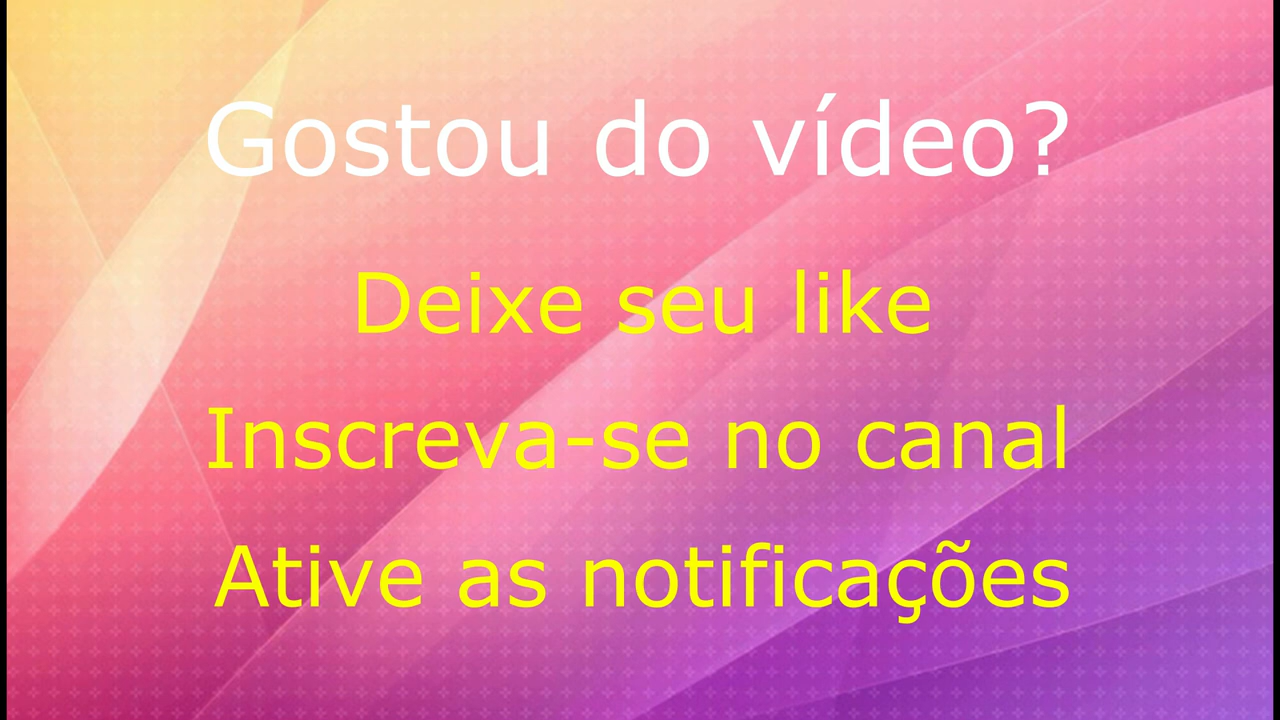 Gostou do vídeo?
Deixe seu like
Inscreva-se no canal
Ative as notificações